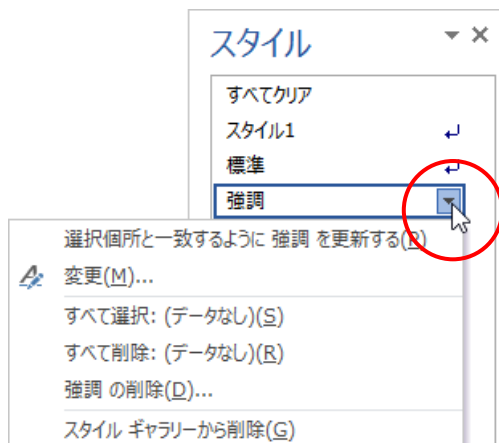 スタイル
すべてクリア
スタイル1
標準
強調
選択個所と一致するように 強調 を更新する(P)
変更(M)...
すべて選択: (データなし)(S)
すべて削除: (データなし)(R)
強調 の削除(D)...
スタイル ギャラリーから削除(G)